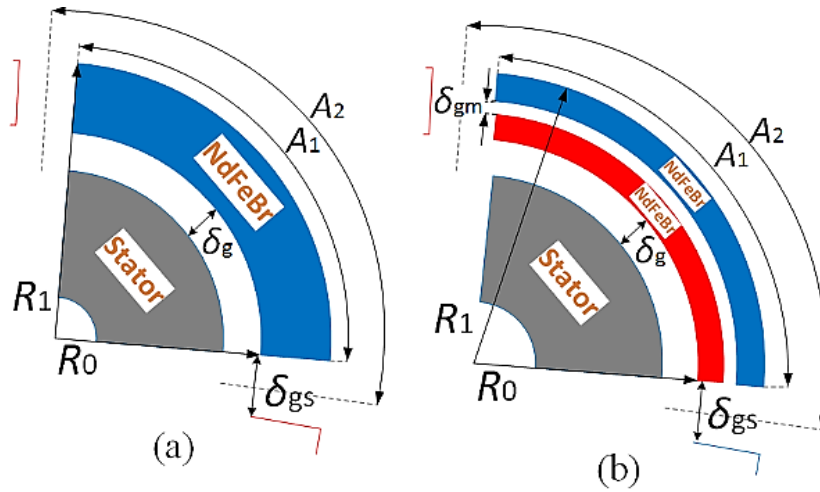 A₂
A₁
NdFeBr
δg
Stator
R₁
R₀
δgs
(a)
δgm
A₂
A₁
NdFeBr
NdFeBr
δg
Stator
R₁
R₀
δgs
(b)